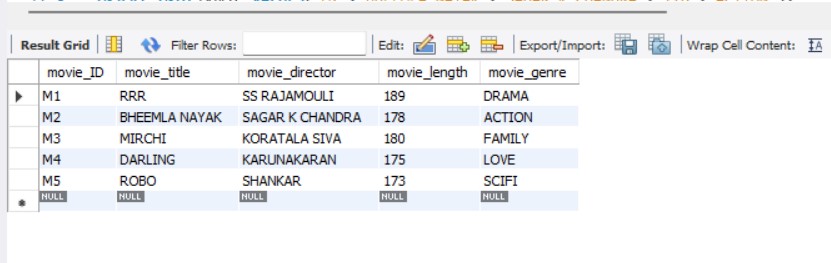 Result Grid Filter Rows: Edit: Export/Import: Wrap Cell Content: IA
movie_ID movie_title movie_director movie_length movie_genre
M1 RRR SS RAJAMOULI 189 DRAMA
M2 BHEEMLA NAYAK SAGAR K CHANDRA 178 ACTION
M3 MIRCHI KORATALA SIVA 180 FAMILY
M4 DARLING KARUNAKARAN 175 LOVE
M5 ROBO SHANKAR 173 SCIFI
NULL NULL NULL NULL NULL